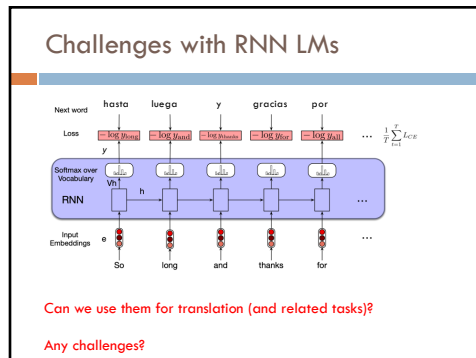 Challenges with RNN LMs
Next word hasta luega y gracias por
Loss − log y_long − log y_and − log y_thanks − log y_for − log y_all ... 1/T ∑_{t=1}^{T} L_CE
y
Softmax over
Vocabulary
Vh
RNN h ...
Input
Embeddings e ...
So long and thanks for
Can we use them for translation (and related tasks)?
Any challenges?